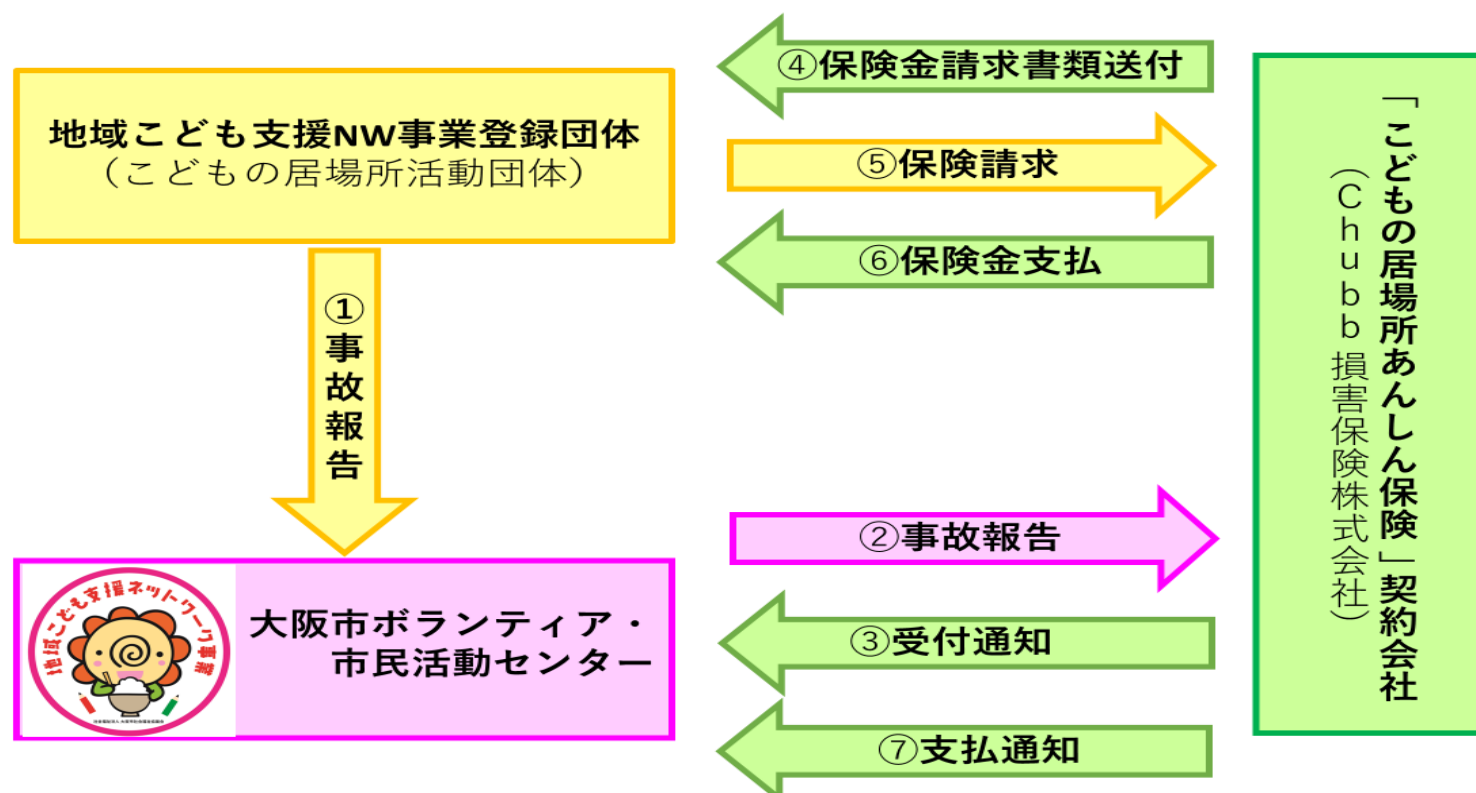 ④保険金請求書類送付
地域こども支援NW事業登録団体
（こどもの居場所活動団体）
⑤保険請求
⑥保険金支払
①事故報告
「こどもの居場所あんしん保険」契約会社
（Chubb損害保険株式会社）
②事故報告
地域こども支援ネットワーク事業
大阪市ボランティア・
市民活動センター
③受付通知
⑦支払通知